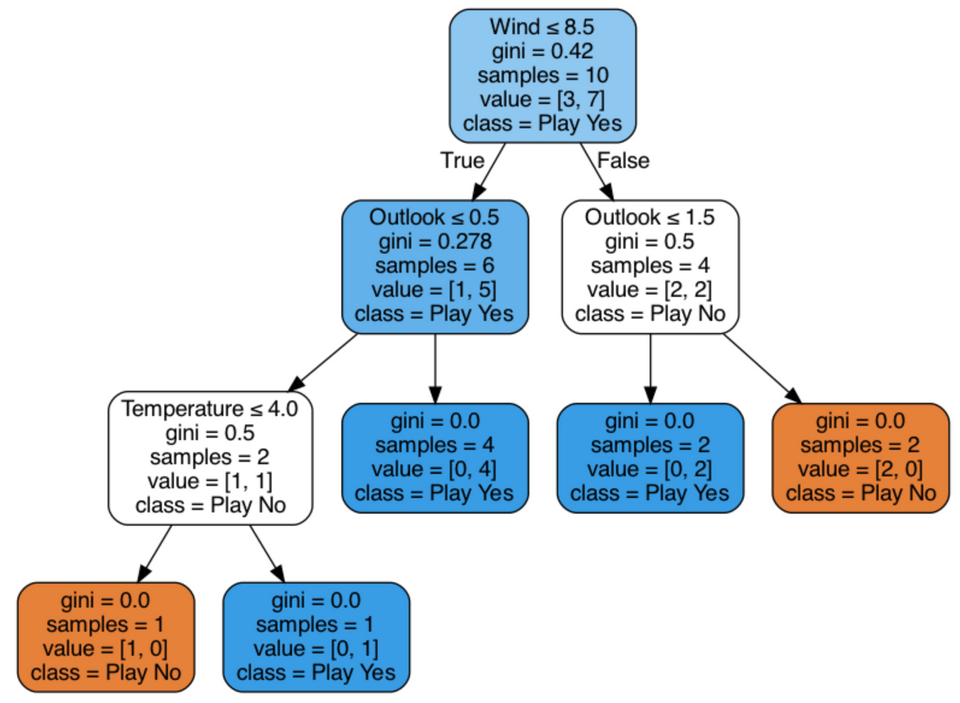 Wind ≤ 8.5
gini = 0.42
samples = 10
value = [3, 7]
class = Play Yes
True
False
Outlook ≤ 0.5
gini = 0.278
samples = 6
value = [1, 5]
class = Play Yes
Outlook ≤ 1.5
gini = 0.5
samples = 4
value = [2, 2]
class = Play No
Temperature ≤ 4.0
gini = 0.5
samples = 2
value = [1, 1]
class = Play No
gini = 0.0
samples = 4
value = [0, 4]
class = Play Yes
gini = 0.0
samples = 2
value = [0, 2]
class = Play Yes
gini = 0.0
samples = 2
value = [2, 0]
class = Play No
gini = 0.0
samples = 1
value = [1, 0]
class = Play No
gini = 0.0
samples = 1
value = [0, 1]
class = Play Yes